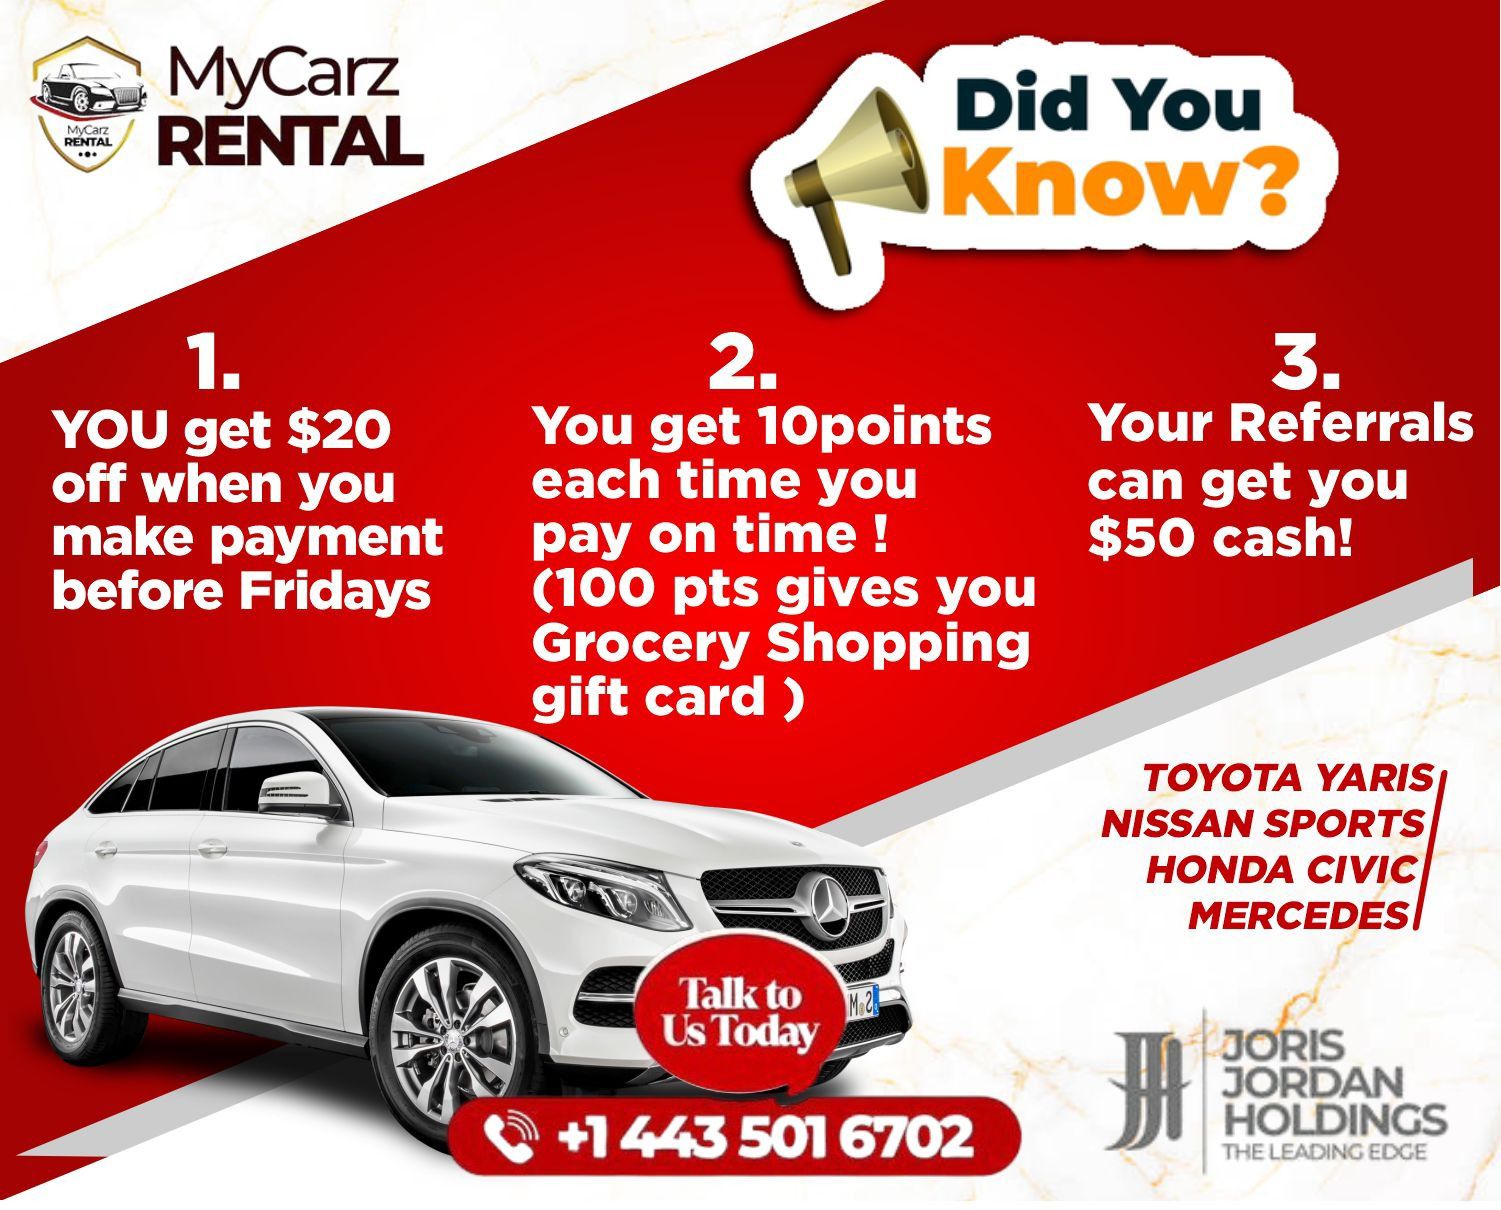 MyCarz
RENTAL
MyCarz
RENTAL
Did You
Know?
1.
YOU get $20
off when you
make payment
before Fridays
2.
You get 10points
each time you
pay on time !
(100 pts gives you
Grocery Shopping
gift card )
3.
Your Referrals
can get you
$50 cash!
TOYOTA YARIS
NISSAN SPORTS
HONDA CIVIC
MERCEDES
Talk to
Us Today
+1 443 501 6702
JORIS
JORDAN
HOLDINGS
THE LEADING EDGE